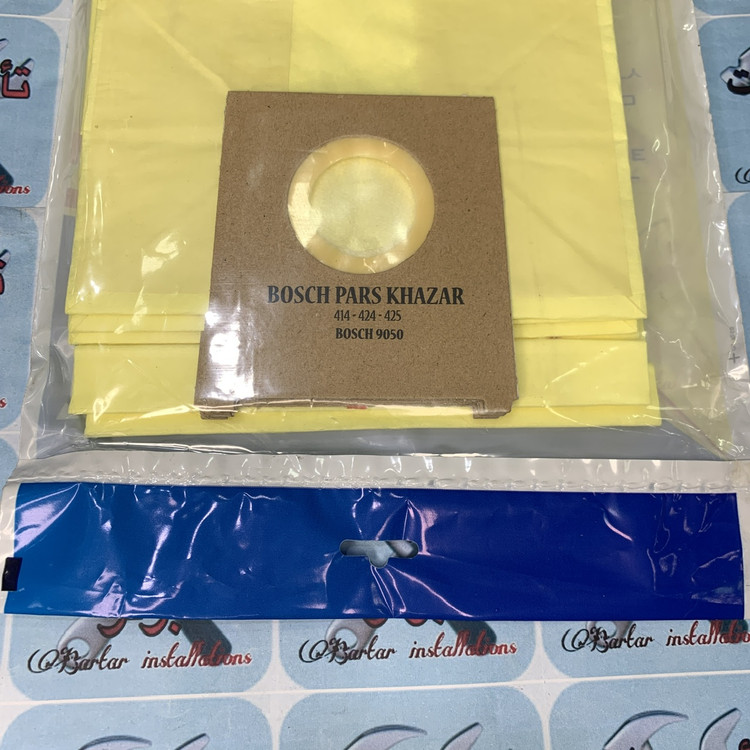 BOSCH PARS KHAZAR
414 - 424 - 425
BOSCH 9050
Bartar installations
Bartar installations
Bartar installations